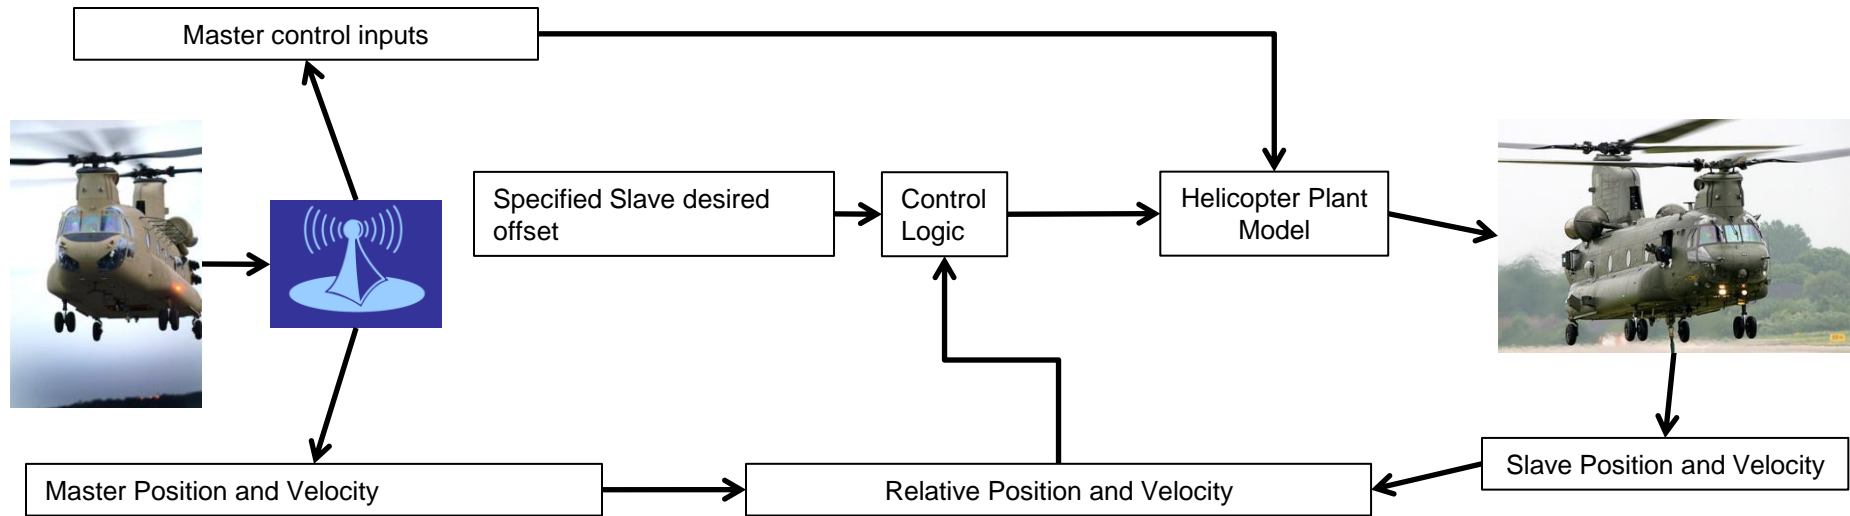 Master control inputs
Specified Slave desired
offset
Control
Logic
Helicopter Plant
Model
Master Position and Velocity
Relative Position and Velocity
Slave Position and Velocity